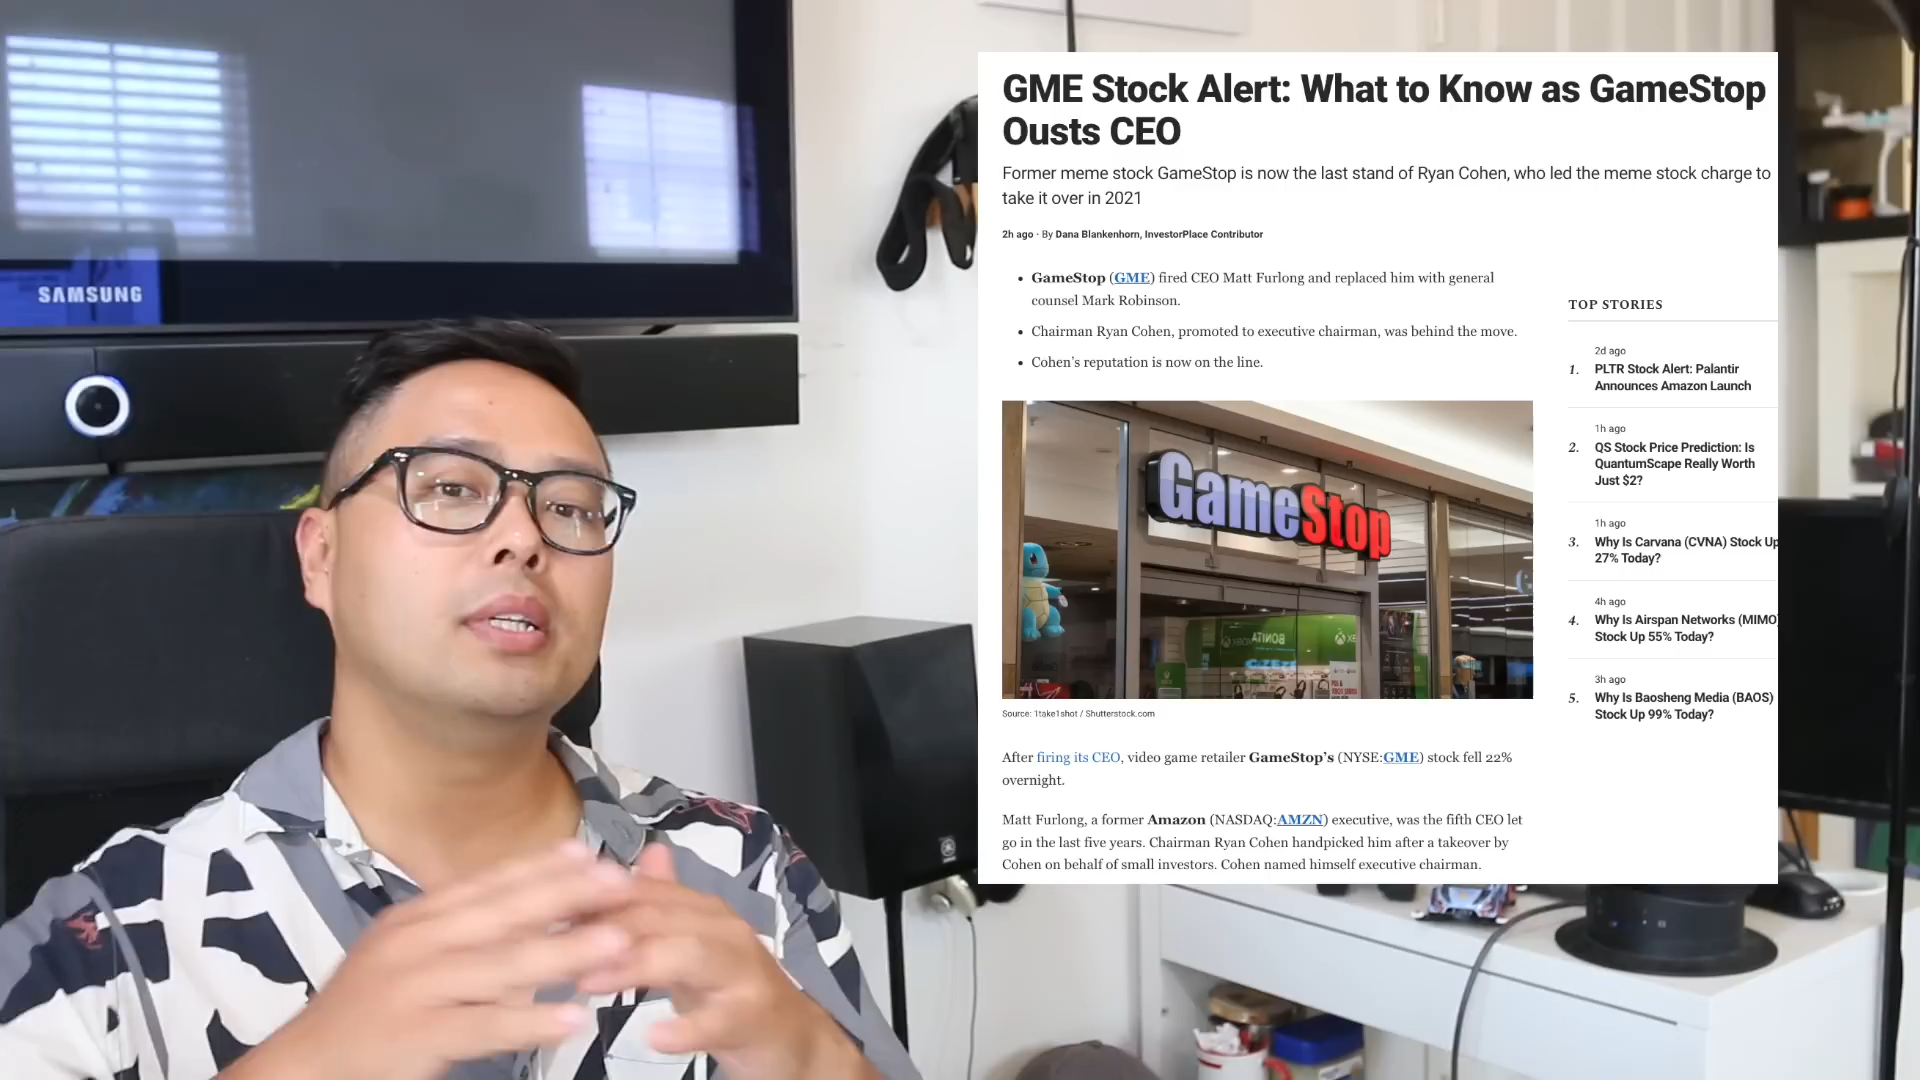 SAMSUNG
GME Stock Alert: What to Know as GameStop
Ousts CEO
Former meme stock GameStop is now the last stand of Ryan Cohen, who led the meme stock charge to
take it over in 2021
2h ago · By Dana Blankenhorn, InvestorPlace Contributor
• GameStop (GME) fired CEO Matt Furlong and replaced him with general
counsel Mark Robinson.
• Chairman Ryan Cohen, promoted to executive chairman, was behind the move.
• Cohen's reputation is now on the line.
GameStop
XBOX
BONITA
Source: 1take1shot / Shutterstock.com
After firing its CEO, video game retailer GameStop's (NYSE:GME) stock fell 22%
overnight.
Matt Furlong, a former Amazon (NASDAQ:AMZN) executive, was the fifth CEO let
go in the last five years. Chairman Ryan Cohen handpicked him after a takeover by
Cohen on behalf of small investors. Cohen named himself executive chairman.
TOP STORIES
2d ago
1. PLTR Stock Alert: Palantir
Announces Amazon Launch
1h ago
2. QS Stock Price Prediction: Is
QuantumScape Really Worth
Just $2?
1h ago
3. Why Is Carvana (CVNA) Stock Up
27% Today?
4h ago
4. Why Is Airspan Networks (MIMO)
Stock Up 55% Today?
3h ago
5. Why Is Baosheng Media (BAOS)
Stock Up 99% Today?